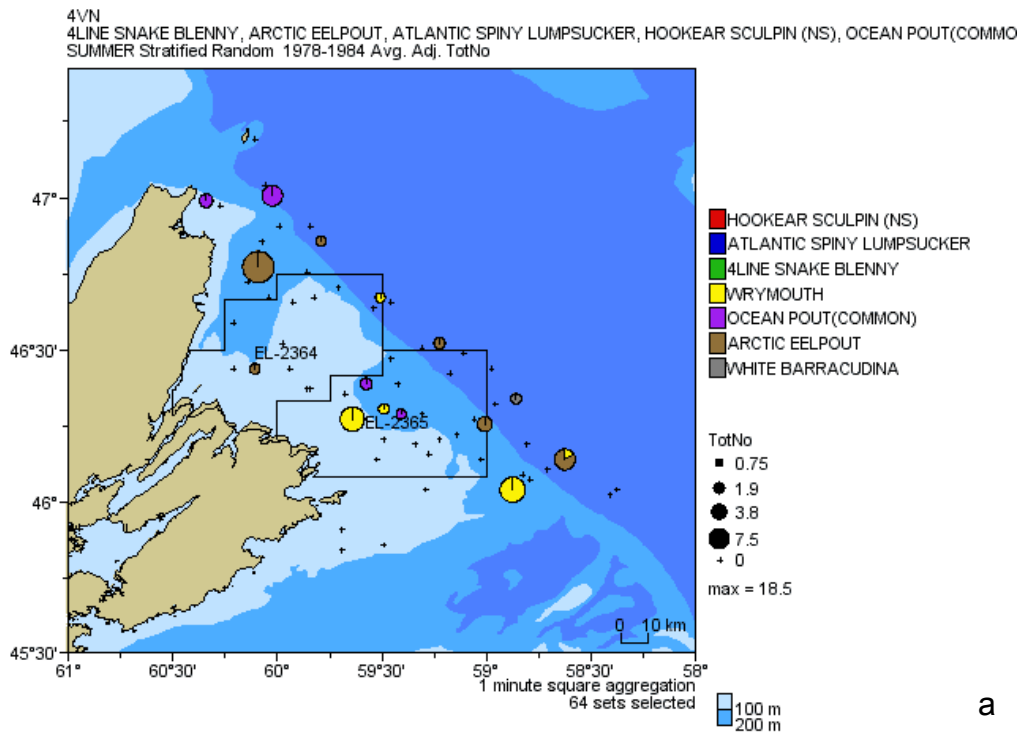 4VN
4LINE SNAKE BLENNY, ARCTIC EELPOUT, ATLANTIC SPINY LUMPSUCKER, HOOKEAR SCULPIN (NS), OCEAN POUT(COMMO
SUMMER Stratified Random 1978-1984 Avg. Adj. TotNo
47°
46°30'
46°
45°30'
61°
60°30'
60°
59°30'
59°
58°30'
58°
EL-2364
EL-2365
0 10 km
HOOKEAR SCULPIN (NS)
ATLANTIC SPINY LUMPSUCKER
4LINE SNAKE BLENNY
WRYMOUTH
OCEAN POUT(COMMON)
ARCTIC EELPOUT
WHITE BARRACUDINA
TotNo
0.75
1.9
3.8
7.5
0
max = 18.5
1 minute square aggregation
64 sets selected
100 m
200 m
a